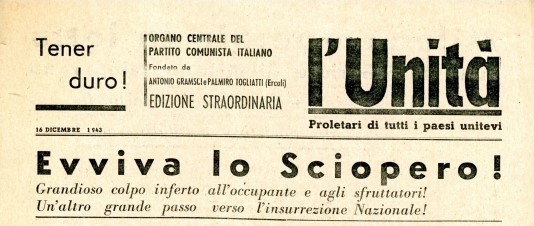 Tener
duro!
ORGANO CENTRALE DEL
PARTITO COMUNISTA ITALIANO
Fondato da
ANTONIO GRAMSCI e PALMIRO TOGLIATTI (Ercoli)
EDIZIONE STRAORDINARIA
l'Unità
Proletari di tutti i paesi unitevi
16 DICEMBRE 1943
Evviva lo Sciopero!
Grandioso colpo inferto all'occupante e agli sfruttatori!
Un'altro grande passo verso l'insurrezione Nazionale!